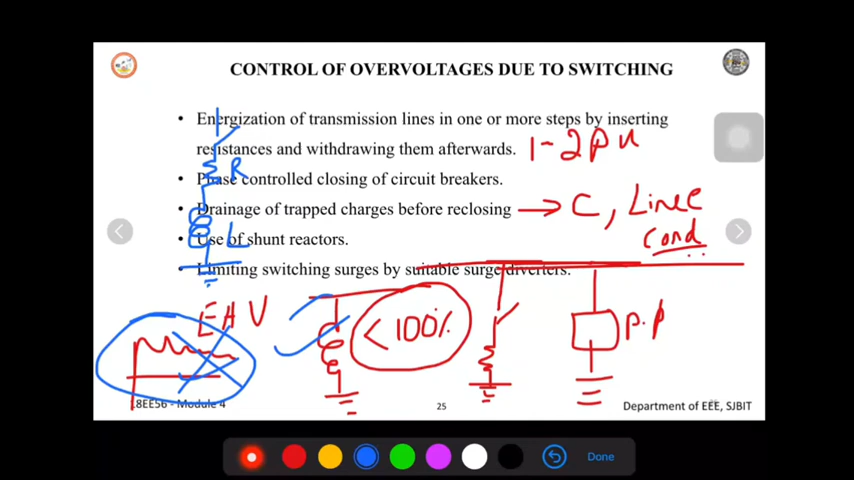 CONTROL OF OVERVOLTAGES DUE TO SWITCHING
• Energization of transmission lines in one or more steps by inserting
resistances and withdrawing them afterwards. 1-2 pu
• Phase controlled closing of circuit breakers.
• Drainage of trapped charges before reclosing → C, Line
cond
• Use of shunt reactors.
• Limiting switching surges by suitable surge diverters.
R
L
EHV
< 100%
P.P
18EE56 - Module 4
25
Department of EEE, SJBIT
Done